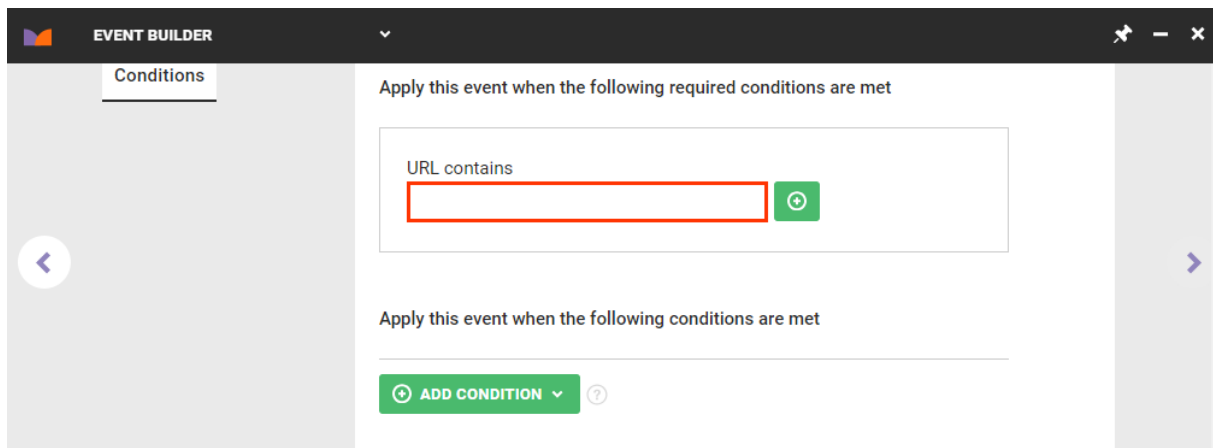 EVENT BUILDER
Conditions
Apply this event when the following required conditions are met
URL contains
Apply this event when the following conditions are met
ADD CONDITION ?